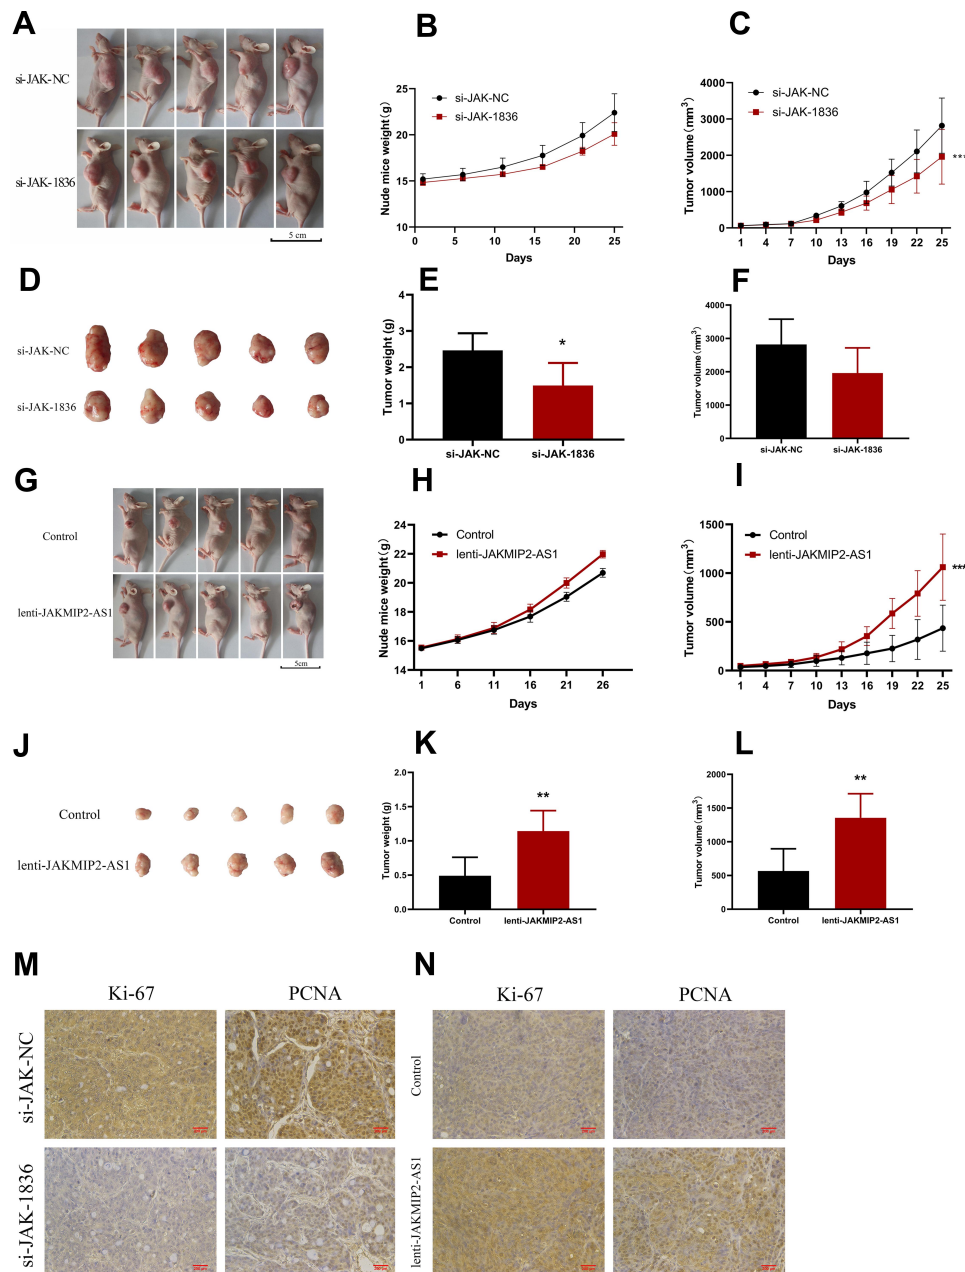 A
si-JAK-NC
si-JAK-1836
5 cm
B
Nude mice weight(g)
25
20
15
10
si-JAK-NC
si-JAK-1836
0 5 10 15 20 25
Days
C
Tumor volume(mm³)
4000
3000
2000
1000
0
si-JAK-NC
si-JAK-1836
***
1 4 7 10 13 16 19 22 25
Days
D
si-JAK-NC
si-JAK-1836
E
Tumor weight (g)
4
3
2
1
0
*
si-JAK-NC si-JAK-1836
F
Tumor volume(mm³)
4000
3000
2000
1000
0
si-JAK-NC si-JAK-1836
G
Control
lenti-JAKMIP2-AS1
5cm
H
Nude mice weight(g)
24
22
20
18
16
14
Control
lenti-JAKMIP2-AS1
1 6 11 16 21 26
Days
I
Tumor volume(mm³)
1500
1000
500
0
Control
lenti-JAKMIP2-AS1
***
1 4 7 10 13 16 19 22 25
Days
J
Control
lenti-JAKMIP2-AS1
K
Tumor weight (g)
2.0
1.5
1.0
0.5
0.0
**
Control lenti-JAKMIP2-AS1
L
Tumor volume(mm³)
2000
1500
1000
500
0
**
Control lenti-JAKMIP2-AS1
M
Ki-67 PCNA
si-JAK-NC
si-JAK-1836
N
Ki-67 PCNA
Control
lenti-JAKMIP2-AS1